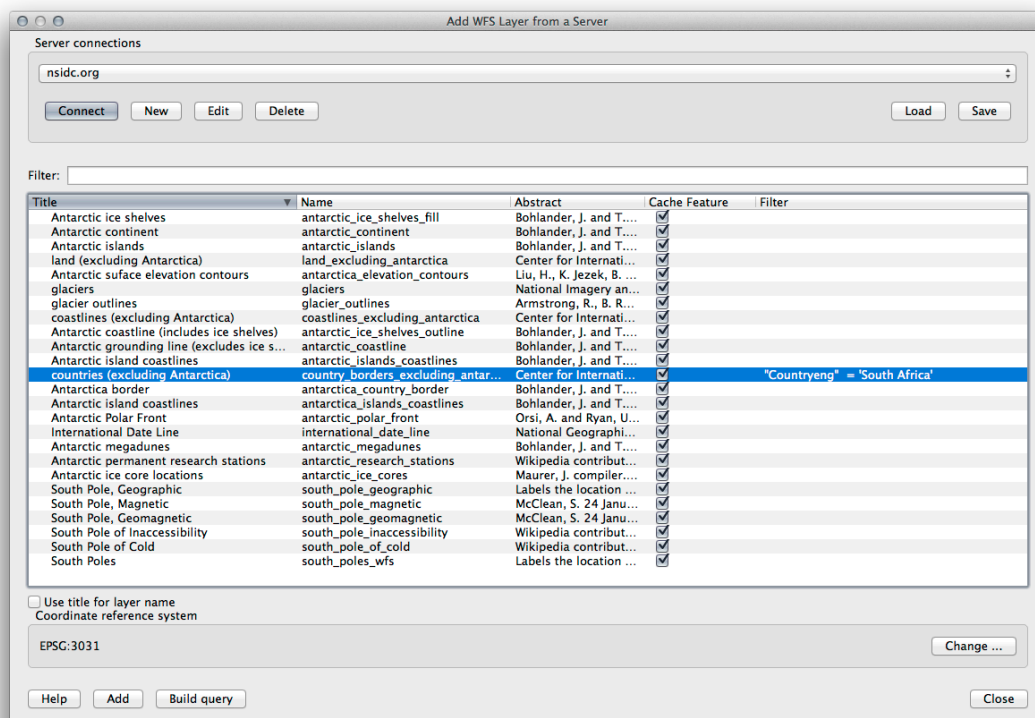 Add WFS Layer from a Server
Server connections
nsidc.org
Connect New Edit Delete Load Save
Filter:
Title Name Abstract Cache Feature Filter
Antarctic ice shelves antarctic_ice_shelves_fill Bohlander, J. and T....
Antarctic continent antarctic_continent Bohlander, J. and T....
Antarctic islands antarctic_islands Bohlander, J. and T....
land (excluding Antarctica) land_excluding_antarctica Center for Internati...
Antarctic suface elevation contours antarctica_elevation_contours Liu, H., K. Jezek, B. ...
glaciers glaciers National Imagery an...
glacier outlines glacier_outlines Armstrong, R., B. R...
coastlines (excluding Antarctica) coastlines_excluding_antarctica Center for Internati...
Antarctic coastline (includes ice shelves) antarctic_ice_shelves_outline Bohlander, J. and T....
Antarctic grounding line (excludes ice s... antarctic_coastline Bohlander, J. and T....
Antarctic island coastlines antarctic_islands_coastlines Bohlander, J. and T....
countries (excluding Antarctica) country_borders_excluding_antar... Center for Internati... "Countryeng" = 'South Africa'
Antarctica border antarctica_country_border Bohlander, J. and T....
Antarctic island coastlines antarctica_islands_coastlines Bohlander, J. and T....
Antarctic Polar Front antarctic_polar_front Orsi, A. and Ryan, U...
International Date Line international_date_line National Geographi...
Antarctic megadunes antarctic_megadunes Bohlander, J. and T....
Antarctic permanent research stations antarctic_research_stations Wikipedia contribut...
Antarctic ice core locations antarctic_ice_cores Maurer, J. compiler....
South Pole, Geographic south_pole_geographic Labels the location ...
South Pole, Magnetic south_pole_magnetic McClean, S. 24 Janu...
South Pole, Geomagnetic south_pole_geomagnetic McClean, S. 24 Janu...
South Pole of Inaccessibility south_pole_inaccessibility Wikipedia contribut...
South Pole of Cold south_pole_of_cold Wikipedia contribut...
South Poles south_poles_wfs Labels the location ...
Use title for layer name
Coordinate reference system
EPSG:3031 Change ...
Help Add Build query Close